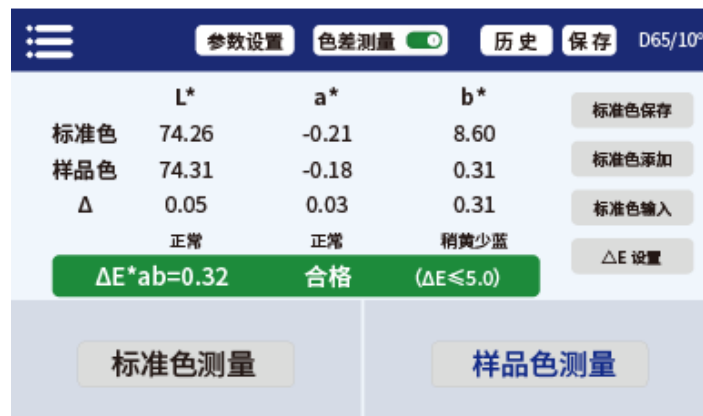 参数设置 色差测量 历史 保存 D65/10°
L* a* b*
标准色 74.26 -0.21 8.60
样品色 74.31 -0.18 0.31
Δ 0.05 0.03 0.31
正常 正常 稍黄少蓝
ΔE*ab=0.32 合格 (ΔE≤5.0)
标准色保存
标准色添加
标准色输入
△E 设置
标准色测量 样品色测量